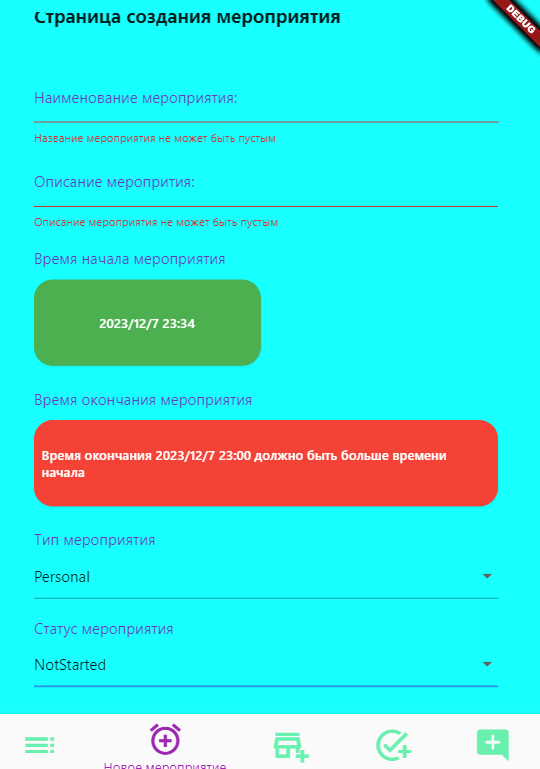 Страница создания мероприятия
DEBUG
Наименование мероприятия:
Название мероприятия не может быть пустым
Описание меропрития:
Описание мероприятия не может быть пустым
Время начала мероприятия
2023/12/7 23:34
Время окончания мероприятия
Время окончания 2023/12/7 23:00 должно быть больше времени
начала
Тип мероприятия
Personal
Статус мероприятия
NotStarted
Новое мероприятие